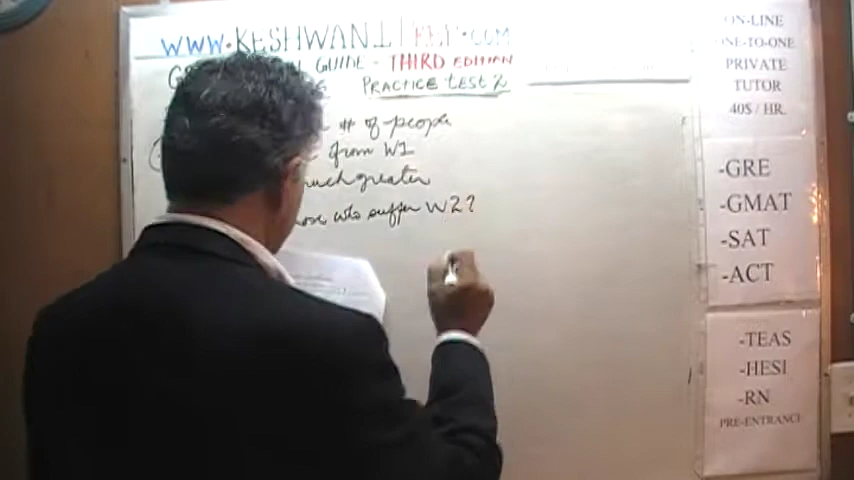 WWW.KESHWANI
.COM
GUIDE - THIRD EDITION
PRACTICE TEST 2
# of people
from W1
much greater
who suffer W2?
ON-LINE
ONE-TO-ONE
PRIVATE
TUTOR
40$ / HR.
-GRE
-GMAT
-SAT
-ACT
-TEAS
-HESI
-RN
PRE-ENTRANCE